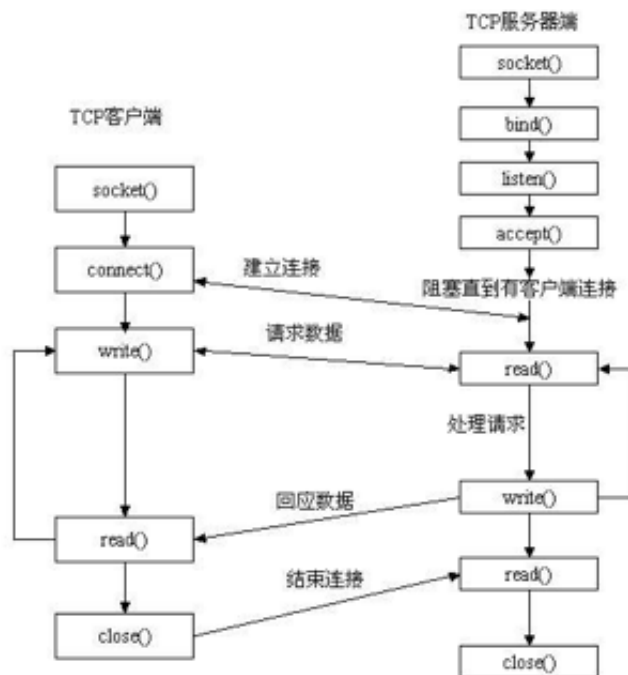 TCP服务器端
socket()
TCP客户端
bind()
listen()
socket()
accept()
建立连接
connect()
阻塞直到有客户端连接
请求数据
write()
read()
处理请求
回应数据
write()
read()
结束连接
read()
close()
close()